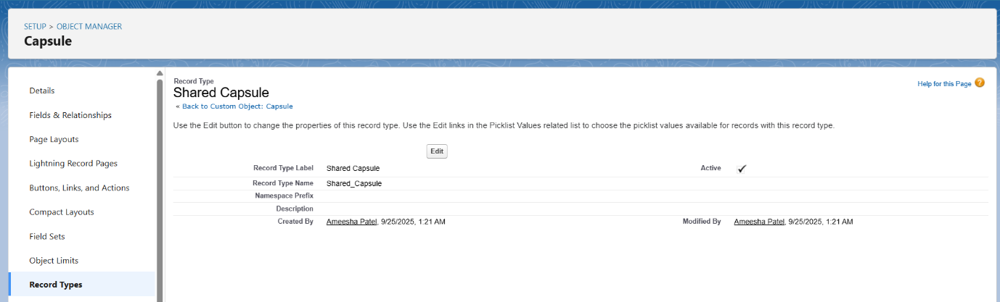 SETUP > OBJECT MANAGER
Capsule
Details
Fields & Relationships
Page Layouts
Lightning Record Pages
Buttons, Links, and Actions
Compact Layouts
Field Sets
Object Limits
Record Types
Record Type
Shared Capsule
Help for this Page ?
« Back to Custom Object: Capsule
Use the Edit button to change the properties of this record type. Use the Edit links in the Picklist Values related list to choose the picklist values available for records with this record type.
Edit
Record Type Label Shared Capsule Active
Record Type Name Shared_Capsule
Namespace Prefix
Description
Created By Ameesha Patel, 9/25/2025, 1:21 AM Modified By Ameesha Patel, 9/25/2025, 1:21 AM